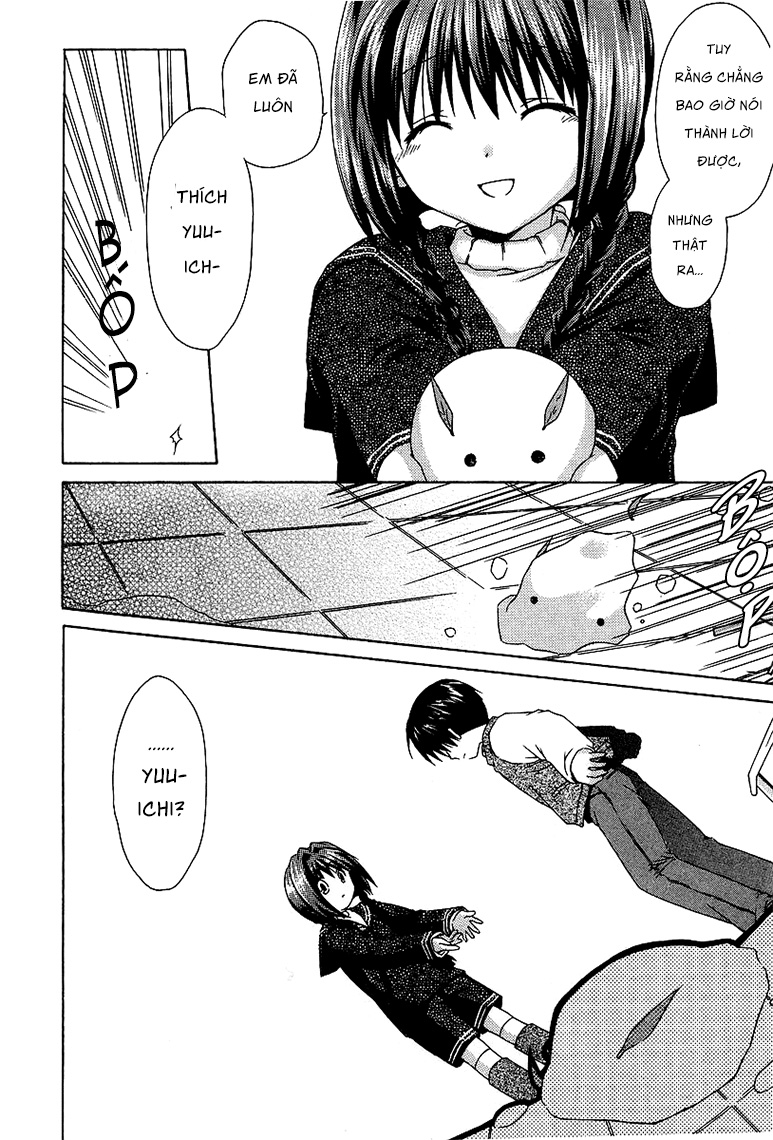 TUY
RẰNG CHẲNG
BAO GIỜ NÓI
THÀNH LỜI
ĐƯỢC,
NHƯNG
THẬT
RA...
EM ĐÃ
LUÔN
THÍCH
YUU-
ICH-
BỐP
BỘP
......
YUU-
ICHI?